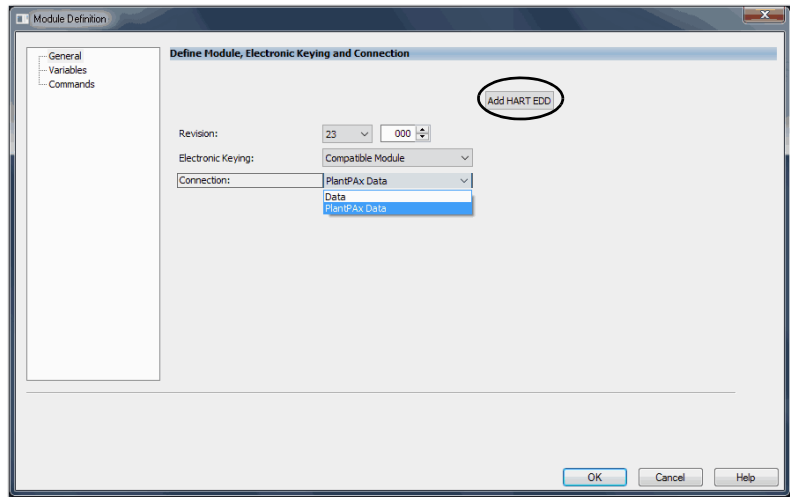 Module Definition
General
Variables
Commands
Define Module, Electronic Keying and Connection
Add HART EDD
Revision: 23 000
Electronic Keying: Compatible Module
Connection: PlantPAx Data
Data
PlantPAx Data
OK Cancel Help